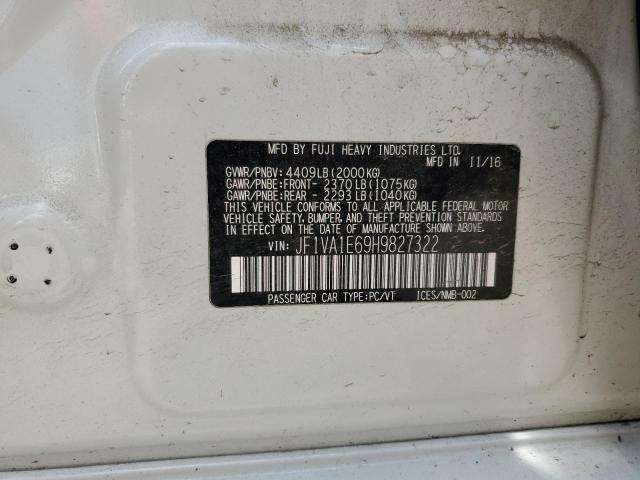 MFD BY FUJI HEAVY INDUSTRIES LTD.
MFD IN 11/16
GVWR/PNBV: 4409LB(2000KG)
GAWR/PNBE:FRONT- 2370LB(1075KG)
GAWR/PNBE:REAR - 2293LB(1040KG)
THIS VEHICLE CONFORMS TO ALL APPLICABLE FEDERAL MOTOR
VEHICLE SAFETY, BUMPER, AND THEFT PREVENTION STANDARDS
IN EFFECT ON THE DATE OF MANUFACTURE SHOWN ABOVE.
VIN: JF1VA1E69H9827322
PASSENGER CAR TYPE:PC/VT ICES/NMB-002